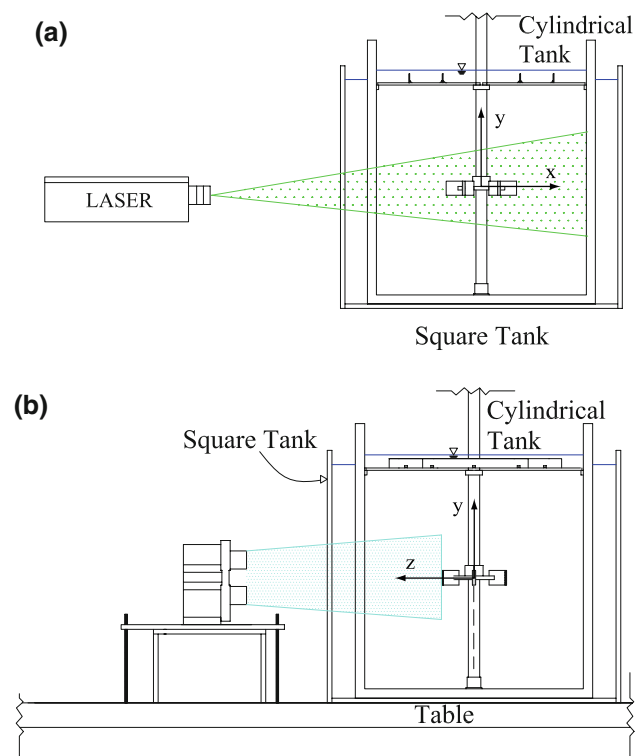 (a)
Cylindrical
Tank
y
LASER
x
Square Tank
(b)
Cylindrical
Tank
Square Tank
y
z
Table